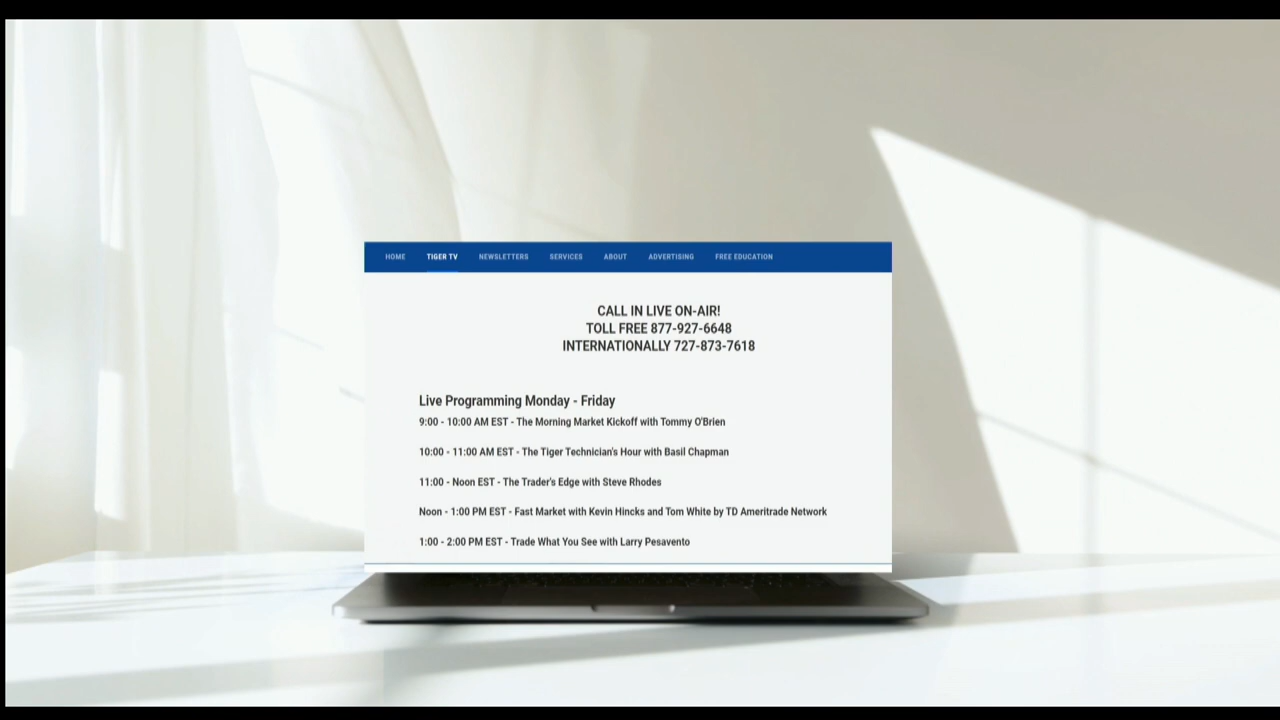 HOME TIGER TV NEWSLETTERS SERVICES ABOUT ADVERTISING FREE EDUCATION
CALL IN LIVE ON-AIR!
TOLL FREE 877-927-6648
INTERNATIONALLY 727-873-7618
Live Programming Monday - Friday
9:00 - 10:00 AM EST - The Morning Market Kickoff with Tommy O'Brien
10:00 - 11:00 AM EST - The Tiger Technician's Hour with Basil Chapman
11:00 - Noon EST - The Trader's Edge with Steve Rhodes
Noon - 1:00 PM EST - Fast Market with Kevin Hincks and Tom White by TD Ameritrade Network
1:00 - 2:00 PM EST - Trade What You See with Larry Pesavento